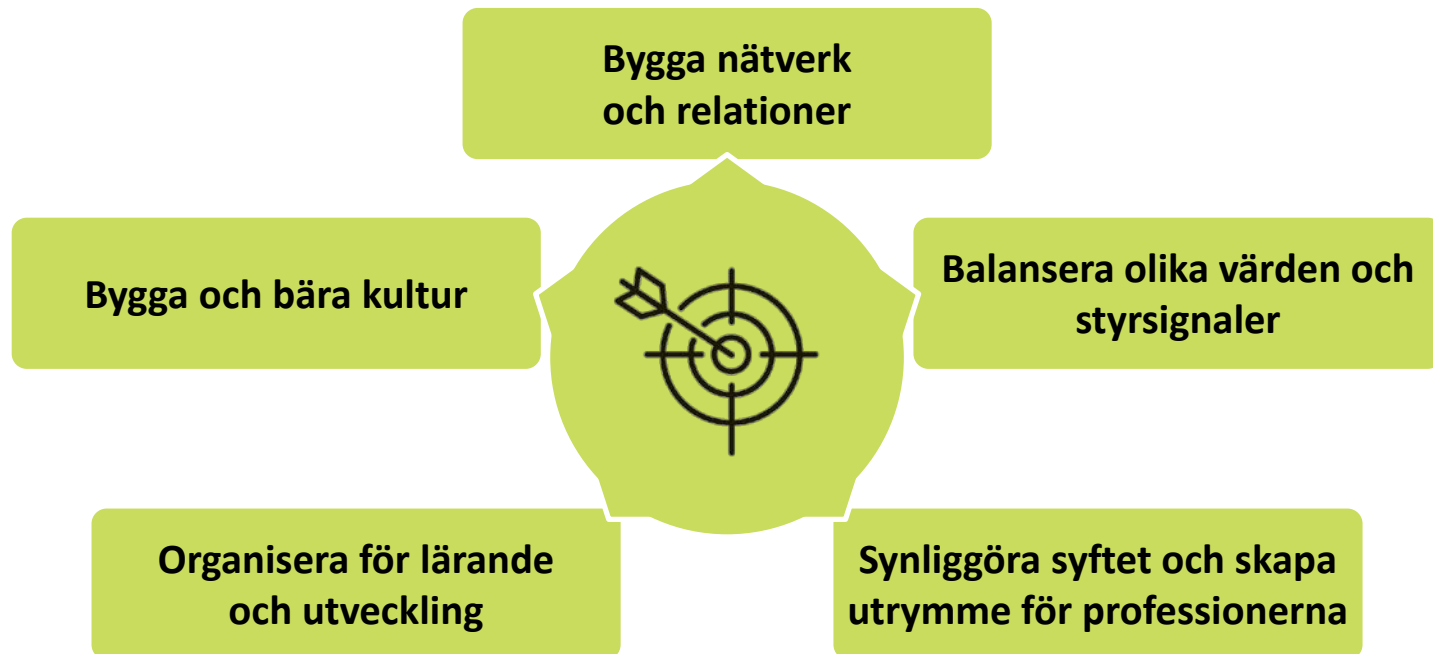 Bygga nätverk
och relationer
Bygga och bära kultur
Balansera olika värden och
styrsignaler
Organisera för lärande
och utveckling
Synliggöra syftet och skapa
utrymme för professionerna